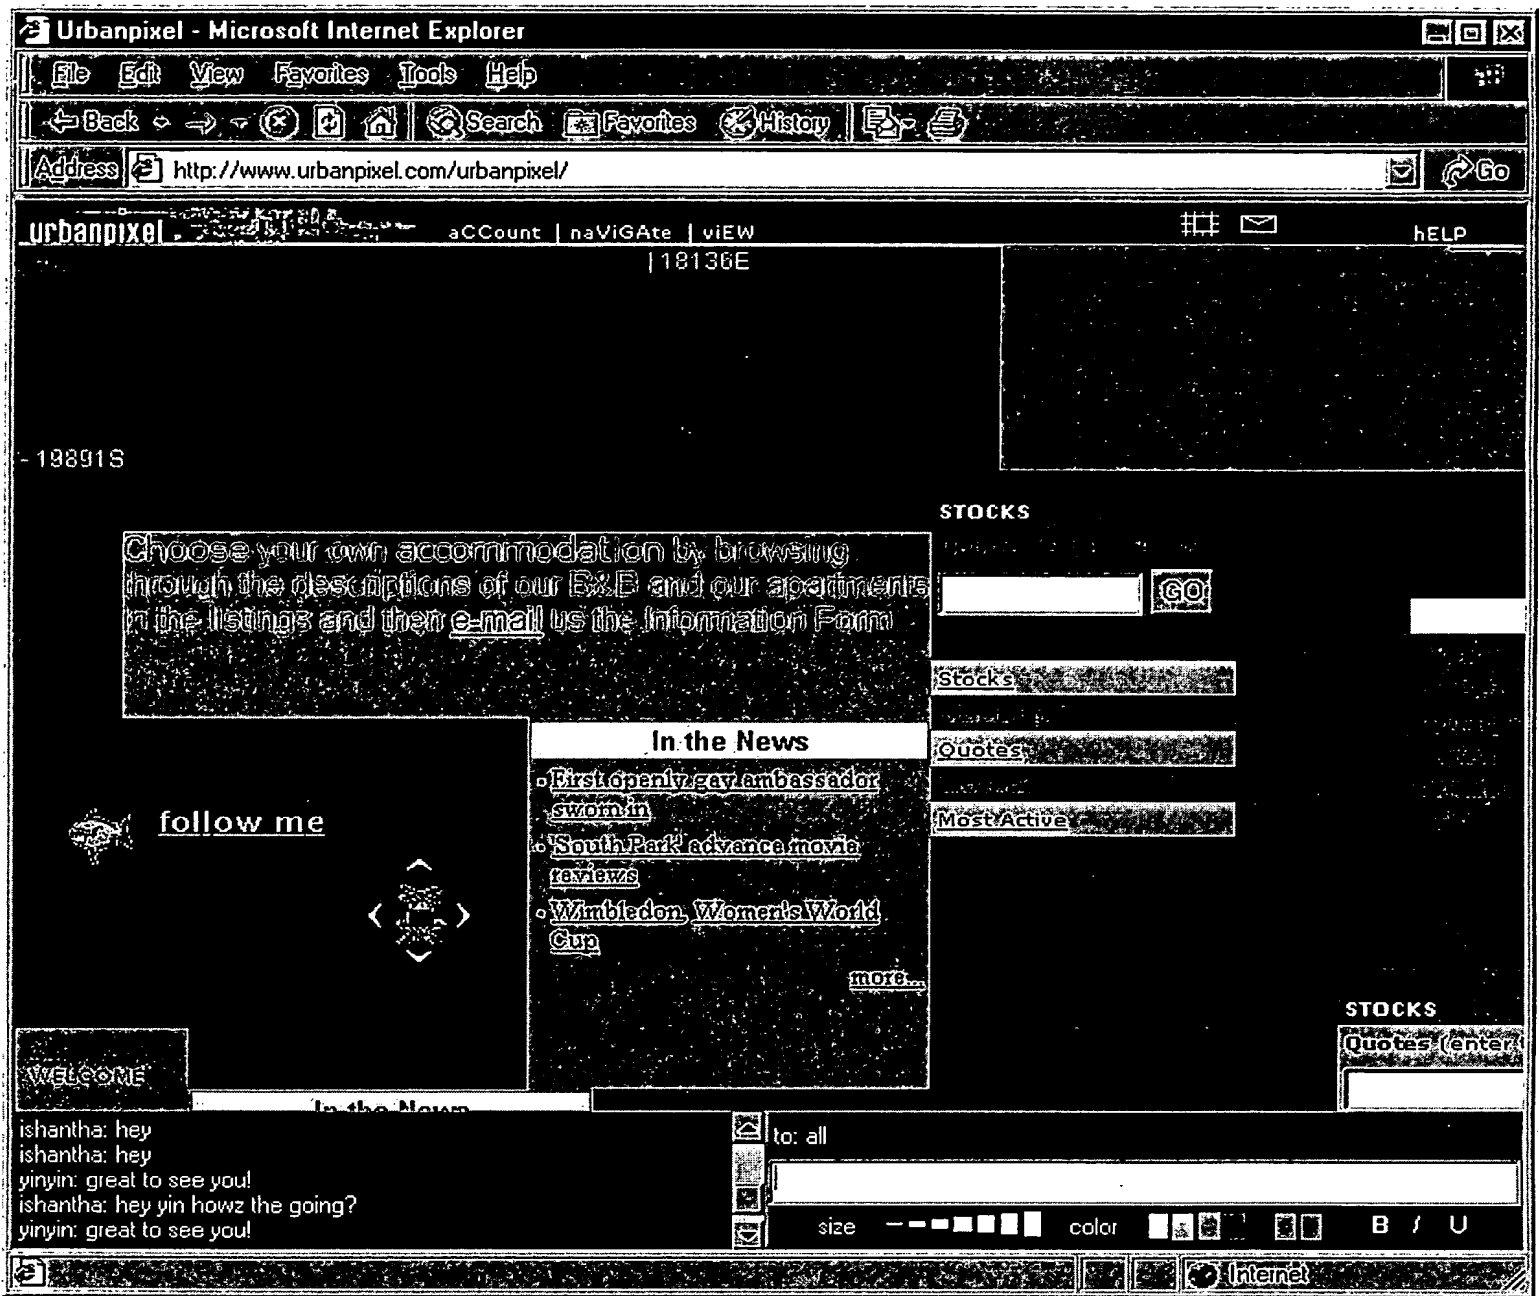 Urbanpixel - Microsoft Internet Explorer
File Edit View Favorites Tools Help
Back Search Favorites History
Address http://www.urbanpixel.com/urbanpixel/ Go
urbanpixel aCCount | naViGAte | viEW hELP
|18136E
- 19891S
STOCKS
Choose your own accommodation by browsing
through the descriptions of our B&B and our apartments
in the listings and then e-mail us the Information Form
GO
Stocks
Quotes
Most Active
In the News
First openly gay ambassador
sworn in
'South Park' advance movie
reviews
Wimbledon, Women's World
Cup
more...
follow me
STOCKS
Quotes (enter
WELCOME
In the News
ishantha: hey
ishantha: hey
yinyin: great to see you!
ishantha: hey yin howz the going?
yinyin: great to see you!
to: all
size color B I U
Internet